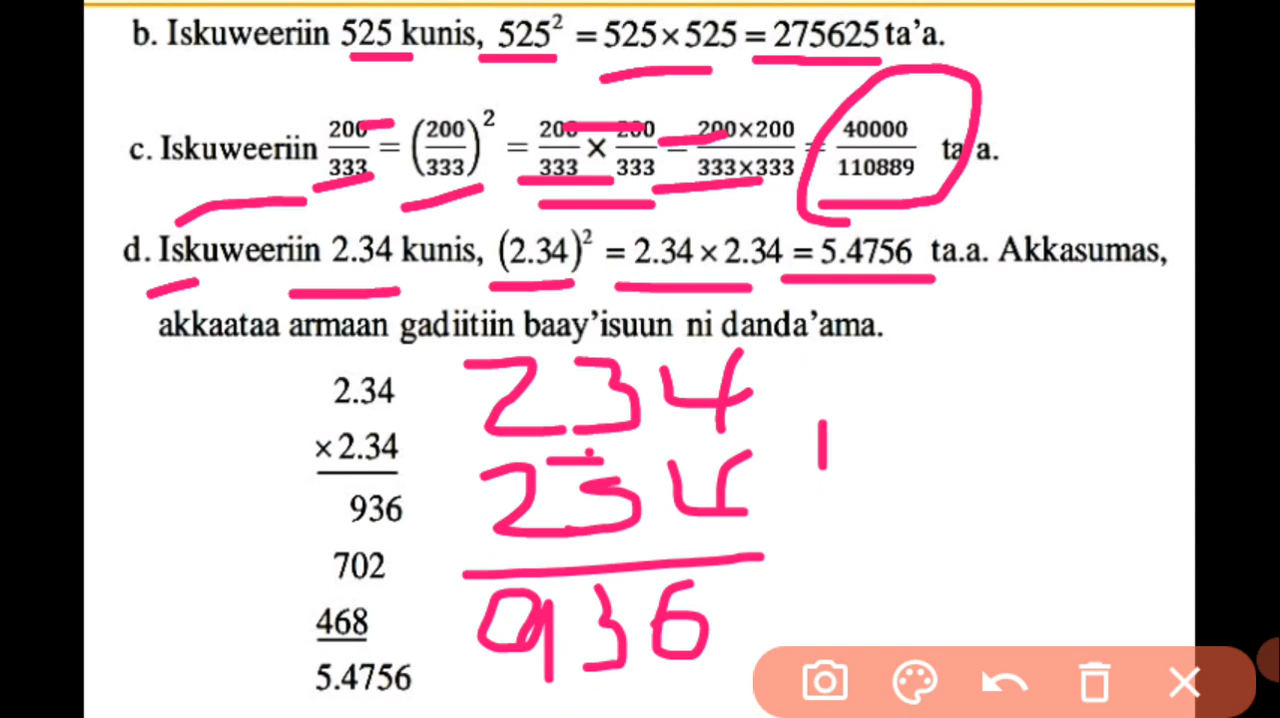 b. Iskuweeriin 525 kunis, 525² = 525×525 = 275625 ta’a.
c. Iskuweeriin 200/333 = (200/333)² = 200/333 × 200/333 = 200×200/333×333 = 40000/110889 ta’a.
d. Iskuweeriin 2.34 kunis, (2.34)² = 2.34 × 2.34 = 5.4756 ta.a. Akkasumas,
akkaataa armaan gadiitiin baay’isuun ni danda’ama.
2.34
×2.34
936
702
468
5.4756
234
234
936
1